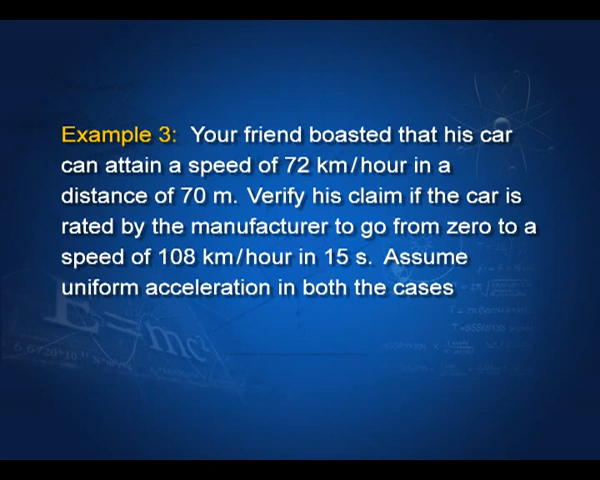 Example 3: Your friend boasted that his car
can attain a speed of 72 km/hour in a
distance of 70 m. Verify his claim if the car is
rated by the manufacturer to go from zero to a
speed of 108 km/hour in 15 s. Assume
uniform acceleration in both the cases
E=mc²